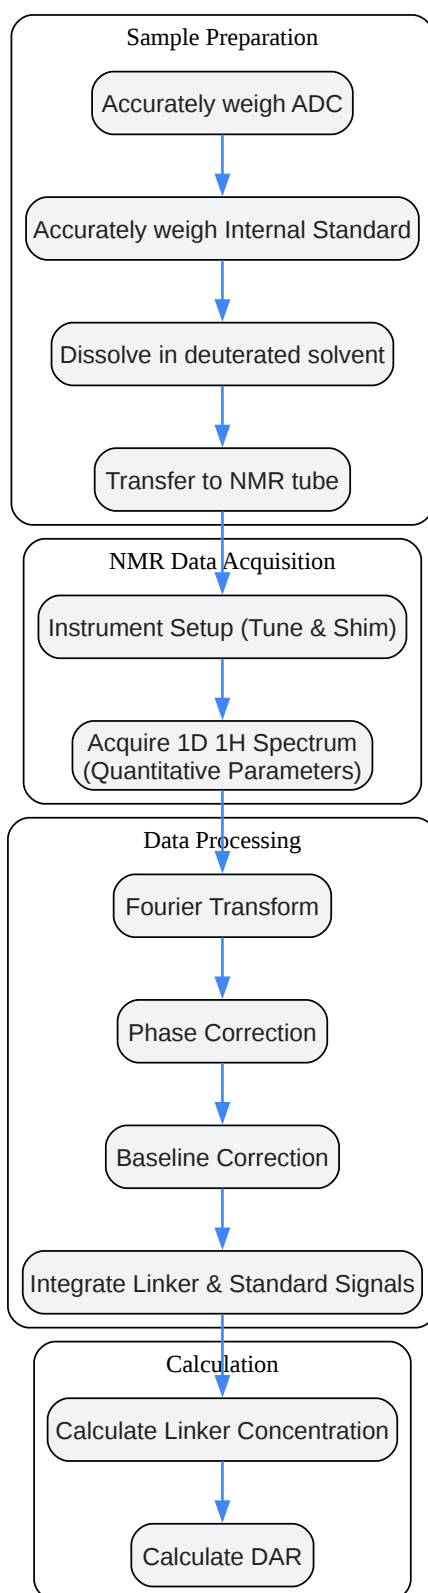 Sample Preparation
Accurately weigh ADC
Accurately weigh Internal Standard
Dissolve in deuterated solvent
Transfer to NMR tube
NMR Data Acquisition
Instrument Setup (Tune & Shim)
Acquire 1D 1H Spectrum
(Quantitative Parameters)
Data Processing
Fourier Transform
Phase Correction
Baseline Correction
Integrate Linker & Standard Signals
Calculation
Calculate Linker Concentration
Calculate DAR